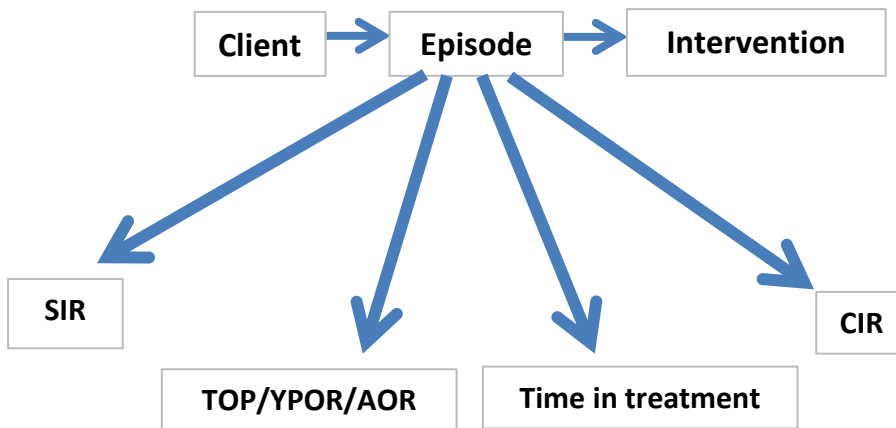 Client
Episode
Intervention
SIR
CIR
TOP/YPOR/AOR
Time in treatment